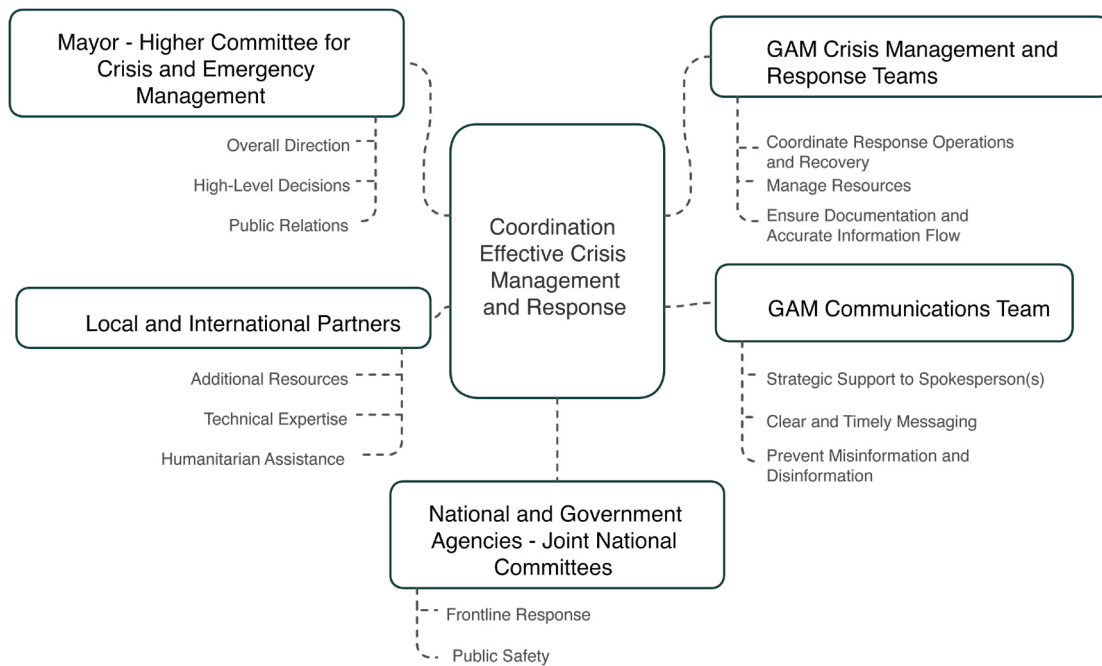 Mayor - Higher Committee for
Crisis and Emergency
Management
Overall Direction
High-Level Decisions
Public Relations
GAM Crisis Management and
Response Teams
Coordinate Response Operations
and Recovery
Manage Resources
Ensure Documentation and
Accurate Information Flow
Coordination
Effective Crisis
Management
and Response
Local and International Partners
Additional Resources
Technical Expertise
Humanitarian Assistance
GAM Communications Team
Strategic Support to Spokesperson(s)
Clear and Timely Messaging
Prevent Misinformation and
Disinformation
National and Government
Agencies - Joint National
Committees
Frontline Response
Public Safety